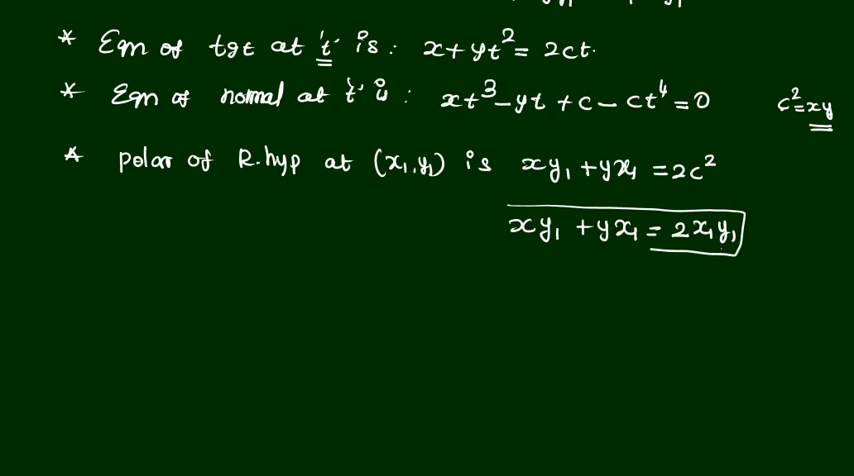 * Eqn of tgt at 't' is : x + yt² = 2ct.
* Eqn of normal at 't' is : xt³ - yt + c - ct⁴ = 0 c² = xy
* polar of R.hyp at (x₁, y₁) is xy₁ + yx₁ = 2c²
xy₁ + yx₁ = 2x₁y₁